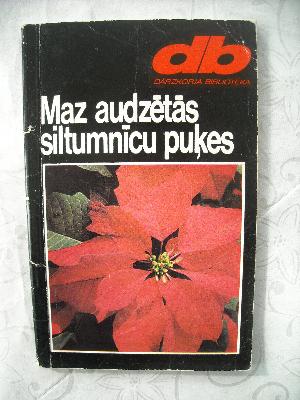 db
DĀRZKOPJA BIBLIOTĒKA
Maz audzētās
siltumnīcu puķes